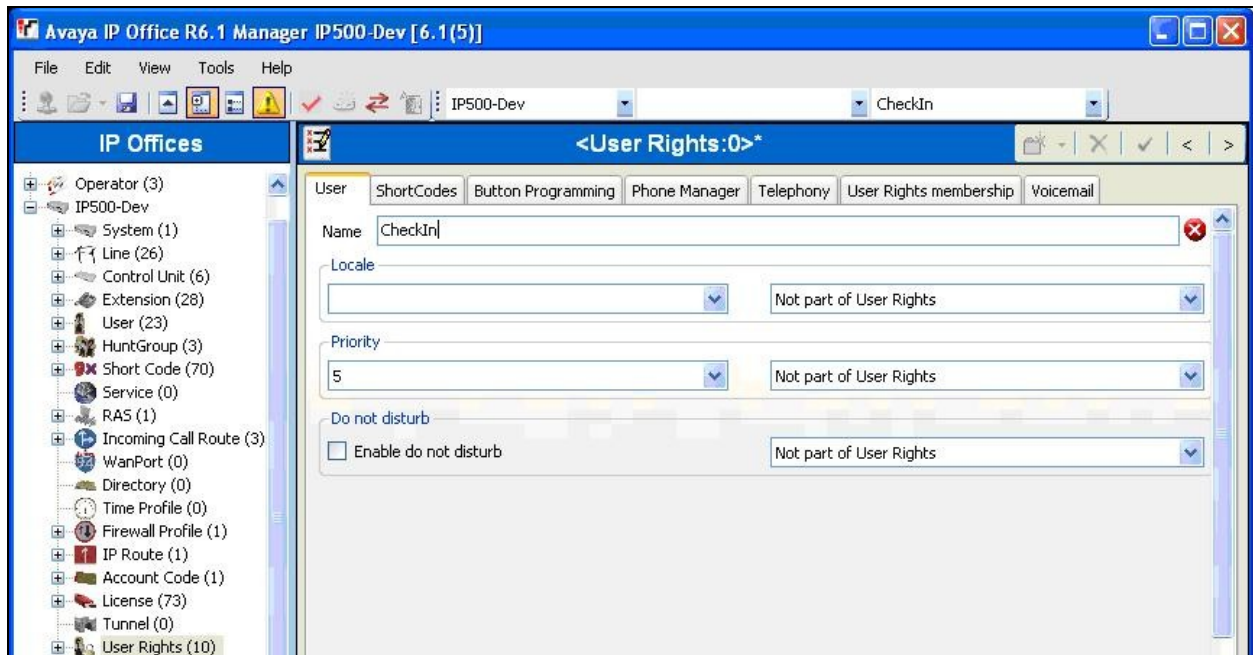 Avaya IP Office R6.1 Manager IP500-Dev [6.1(5)]
File Edit View Tools Help
IP500-Dev CheckIn
IP Offices
<User Rights:0>*
Operator (3)
IP500-Dev
System (1)
Line (26)
Control Unit (6)
Extension (28)
User (23)
HuntGroup (3)
Short Code (70)
Service (0)
RAS (1)
Incoming Call Route (3)
WanPort (0)
Directory (0)
Time Profile (0)
Firewall Profile (1)
IP Route (1)
Account Code (1)
License (73)
Tunnel (0)
User Rights (10)
User ShortCodes Button Programming Phone Manager Telephony User Rights membership Voicemail
Name CheckIn
Locale
Not part of User Rights
Priority
5 Not part of User Rights
Do not disturb
Enable do not disturb Not part of User Rights